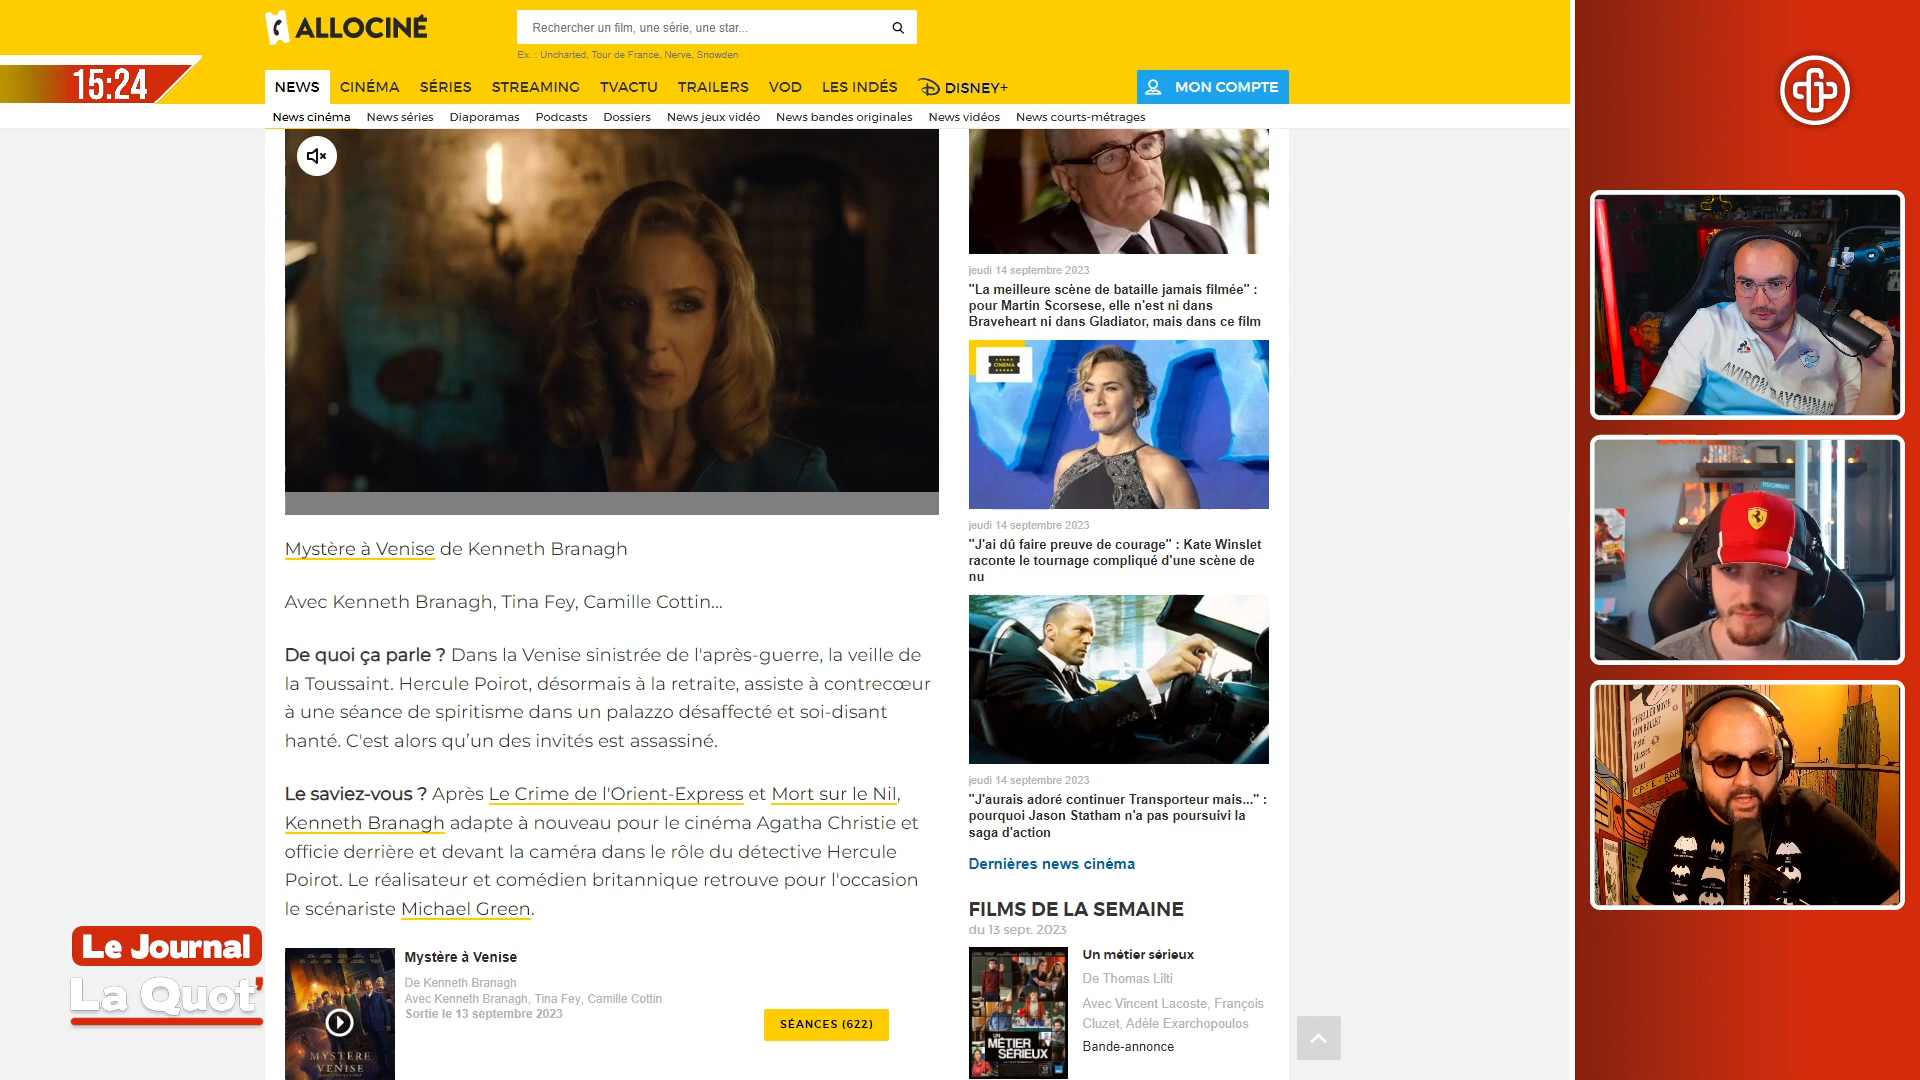 ALLOCINÉ
Rechercher un film, une série, une star...
Ex. : Uncharted, Tour de France, Nerve, Snowden
15:24
NEWS CINÉMA SÉRIES STREAMING TVACTU TRAILERS VOD LES INDÉS DISNEY+ MON COMPTE
News cinéma News séries Diaporamas Podcasts Dossiers News jeux vidéo News bandes originales News vidéos News courts-métrages
Mystère à Venise de Kenneth Branagh
Avec Kenneth Branagh, Tina Fey, Camille Cottin...
De quoi ça parle ? Dans la Venise sinistrée de l'après-guerre, la veille de
la Toussaint. Hercule Poirot, désormais à la retraite, assiste à contrecœur
à une séance de spiritisme dans un palazzo désaffecté et soi-disant
hanté. C'est alors qu’un des invités est assassiné.
Le saviez-vous ? Après Le Crime de l'Orient-Express et Mort sur le Nil,
Kenneth Branagh adapte à nouveau pour le cinéma Agatha Christie et
officie derrière et devant la caméra dans le rôle du détective Hercule
Poirot. Le réalisateur et comédien britannique retrouve pour l'occasion
le scénariste Michael Green.
MYSTERE
À
VENISE
Mystère à Venise
De Kenneth Branagh
Avec Kenneth Branagh, Tina Fey, Camille Cottin
Sortie le 13 septembre 2023
SÉANCES (622)
jeudi 14 septembre 2023
"La meilleure scène de bataille jamais filmée" :
pour Martin Scorsese, elle n'est ni dans
Braveheart ni dans Gladiator, mais dans ce film
CINEMA
jeudi 14 septembre 2023
"J'ai dû faire preuve de courage" : Kate Winslet
raconte le tournage compliqué d'une scène de
nu
jeudi 14 septembre 2023
"J'aurais adoré continuer Transporteur mais..." :
pourquoi Jason Statham n'a pas poursuivi la
saga d'action
Dernières news cinéma
FILMS DE LA SEMAINE
du 13 sept. 2023
UN
MÉTIER
SÉRIEUX
Un métier sérieux
De Thomas Lilti
Avec Vincent Lacoste, François
Cluzet, Adèle Exarchopoulos
Bande-annonce
Le Journal
La Quot'
AVIRON BAYONNAIS
CAFE - BAR
SHURE